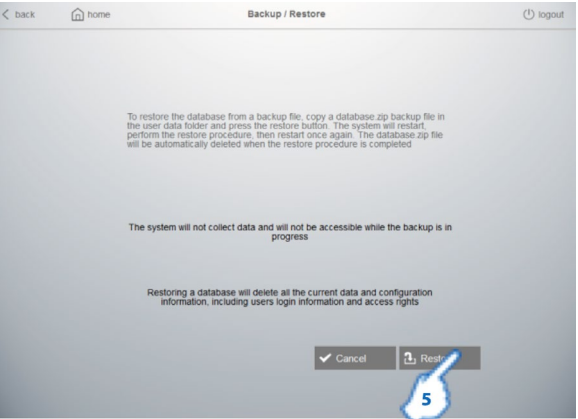 back home Backup / Restore logout
To restore the database from a backup file, copy a database.zip backup file in
the user data folder and press the restore button. The system will restart,
perform the restore procedure, then restart once again. The database.zip file
will be automatically deleted when the restore procedure is completed
The system will not collect data and will not be accessible while the backup is in
progress
Restoring a database will delete all the current data and configuration
information, including users login information and access rights
Cancel Resto
5